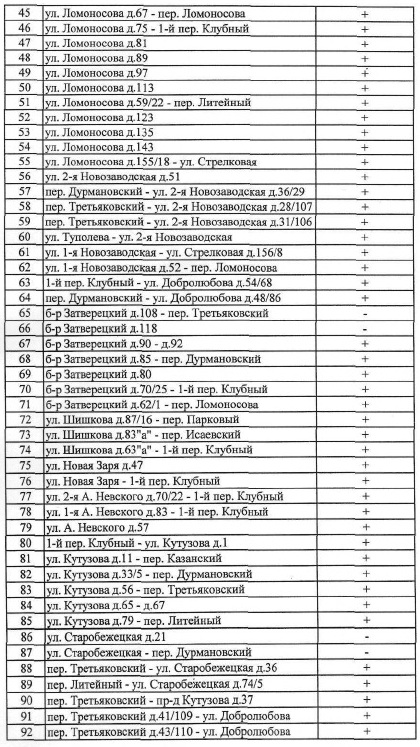 45 ул. Ломоносова д.67 - пер. Ломоносова +
46 ул. Ломоносова д.75 - 1-й пер. Клубный +
47 ул. Ломоносова д.81 +
48 ул. Ломоносова д.89 +
49 ул. Ломоносова д.97 +
50 ул. Ломоносова д.113 +
51 ул. Ломоносова д.59/22 - пер. Литейный +
52 ул. Ломоносова д.123 +
53 ул. Ломоносова д.135 +
54 ул. Ломоносова д.143 +
55 ул. Ломоносова д.155/18 - ул. Стрелковая +
56 ул. 2-я Новозаводская д.51 +
57 пер. Дурмановский - ул. 2-я Новозаводская д.36/29 +
58 пер. Третьяковский - ул. 2-я Новозаводская д.28/107 +
59 пер. Третьяковский - ул. 2-я Новозаводская д.31/106 +
60 ул. Туполева - ул. 2-я Новозаводская +
61 ул. 1-я Новозаводская - ул. Стрелковая д.156/8 +
62 ул. 1-я Новозаводская д.52 - пер. Ломоносова +
63 1-й пер. Клубный - ул. Добролюбова д.54/68 +
64 пер. Дурмановский - ул. Добролюбова д.48/86 +
65 б-р Затверецкий д.108 - пер. Третьяковский -
66 б-р Затверецкий д.118 -
67 б-р Затверецкий д.90 - д.92 +
68 б-р Затверецкий д.85 - пер. Дурмановский +
69 б-р Затверецкий д.80 +
70 б-р Затверецкий д.70/25 - 1-й пер. Клубный +
71 б-р Затверецкий д.62/1 - пер. Ломоносова +
72 ул. Шишкова д.87/16 - пер. Парковый +
73 ул. Шишкова д.83"а" - пер. Исаевский +
74 ул. Шишкова д.63"а" - 1-й пер. Клубный +
75 ул. Новая Заря д.47 +
76 ул. Новая Заря - 1-й пер. Клубный +
77 ул. 2-я А. Невского д.70/22 - 1-й пер. Клубный +
78 ул. 1-я А. Невского д.83 - 1-й пер. Клубный +
79 ул. А. Невского д.57 +
80 1-й пер. Клубный - ул. Кутузова д.1 +
81 ул. Кутузова д.11 - пер. Казанский +
82 ул. Кутузова д.33/5 - пер. Дурмановский +
83 ул. Кутузова д.56 - пер. Третьяковский +
84 ул. Кутузова д.65 - д.67 +
85 ул. Кутузова д.79 - пер. Литейный +
86 ул. Старобежецкая д.21 -
87 ул. Старобежецкая - пер. Дурмановский -
88 пер. Третьяковский - ул. Старобежецкая д.36 +
89 пер. Литейный - ул. Старобежецкая д.74/5 +
90 пер. Третьяковский - пр-д Кутузова д.37 +
91 пер. Третьяковский д.41/109 - ул. Добролюбова +
92 пер. Третьяковский д.43/110 - ул. Добролюбова +